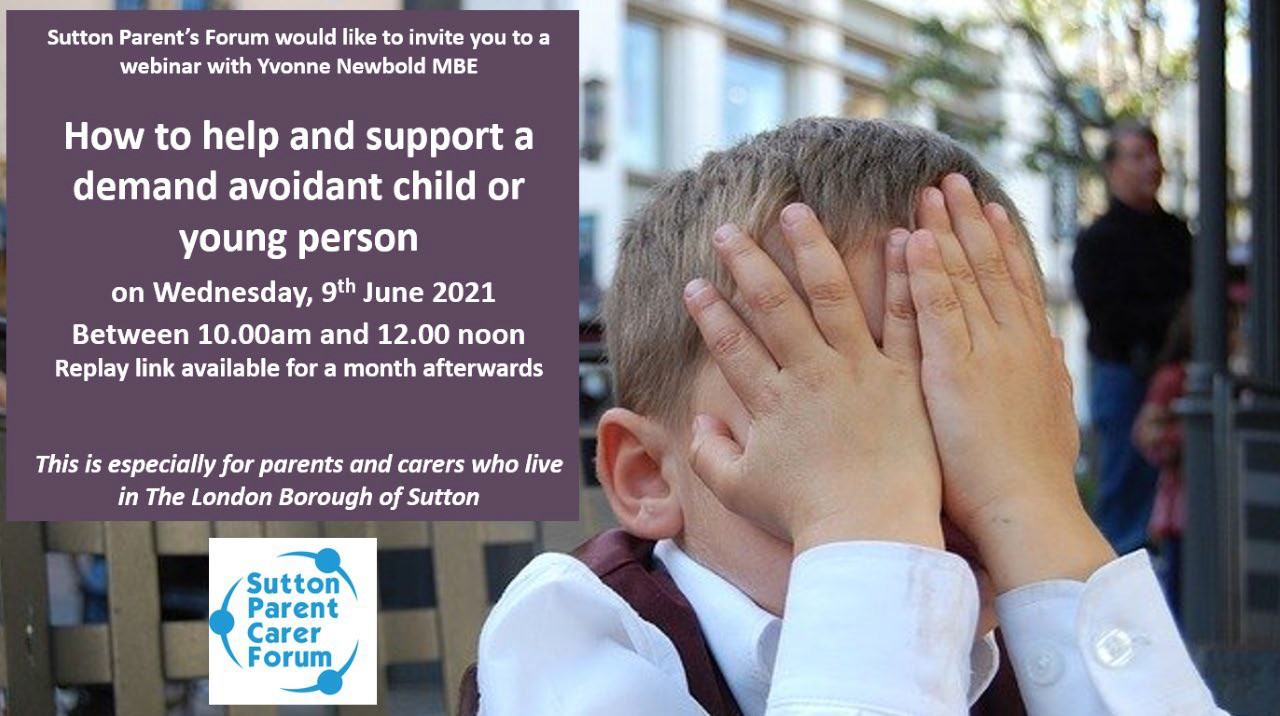 Sutton Parent’s Forum would like to invite you to a
webinar with Yvonne Newbold MBE
How to help and support a
demand avoidant child or
young person
on Wednesday, 9th June 2021
Between 10.00am and 12.00 noon
Replay link available for a month afterwards
This is especially for parents and carers who live
in The London Borough of Sutton
Sutton
Parent
Carer
Forum